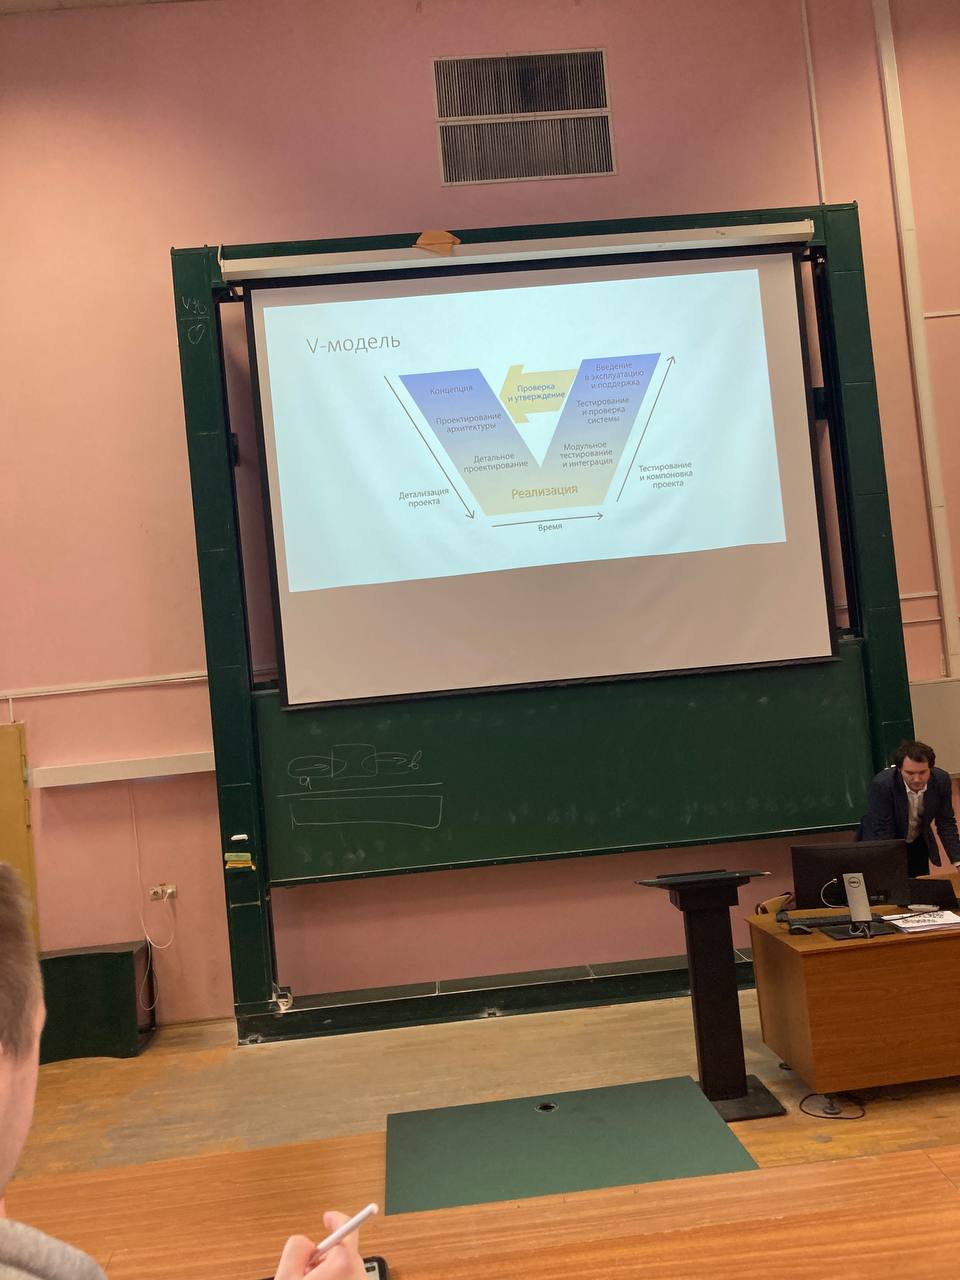 V-модель
Концепция
Проектирование
архитектуры
Детальное
проектирование
Проверка
и утверждение
Введение
в эксплуатацию
и поддержка
Тестирование
и проверка
системы
Модульное
тестирование
и интеграция
Реализация
Детализация
проекта
Тестирование
и компоновка
проекта
Время
a
b
DELL